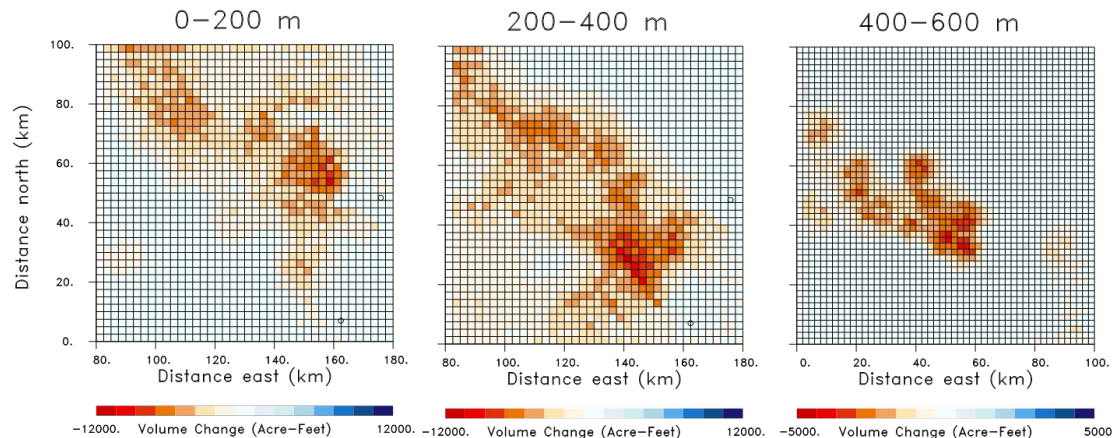 0-200 m
200-400 m
400-600 m
Distance north (km)
100.
80.
60.
40.
20.
0.
80. 100. 120. 140. 160. 180.
80. 100. 120. 140. 160. 180.
0. 20. 40. 60. 80. 100.
Distance east (km)
Distance east (km)
Distance east (km)
-12000. Volume Change (Acre-Feet) 12000.
-12000. Volume Change (Acre-Feet) 12000.
-5000. Volume Change (Acre-Feet) 5000.